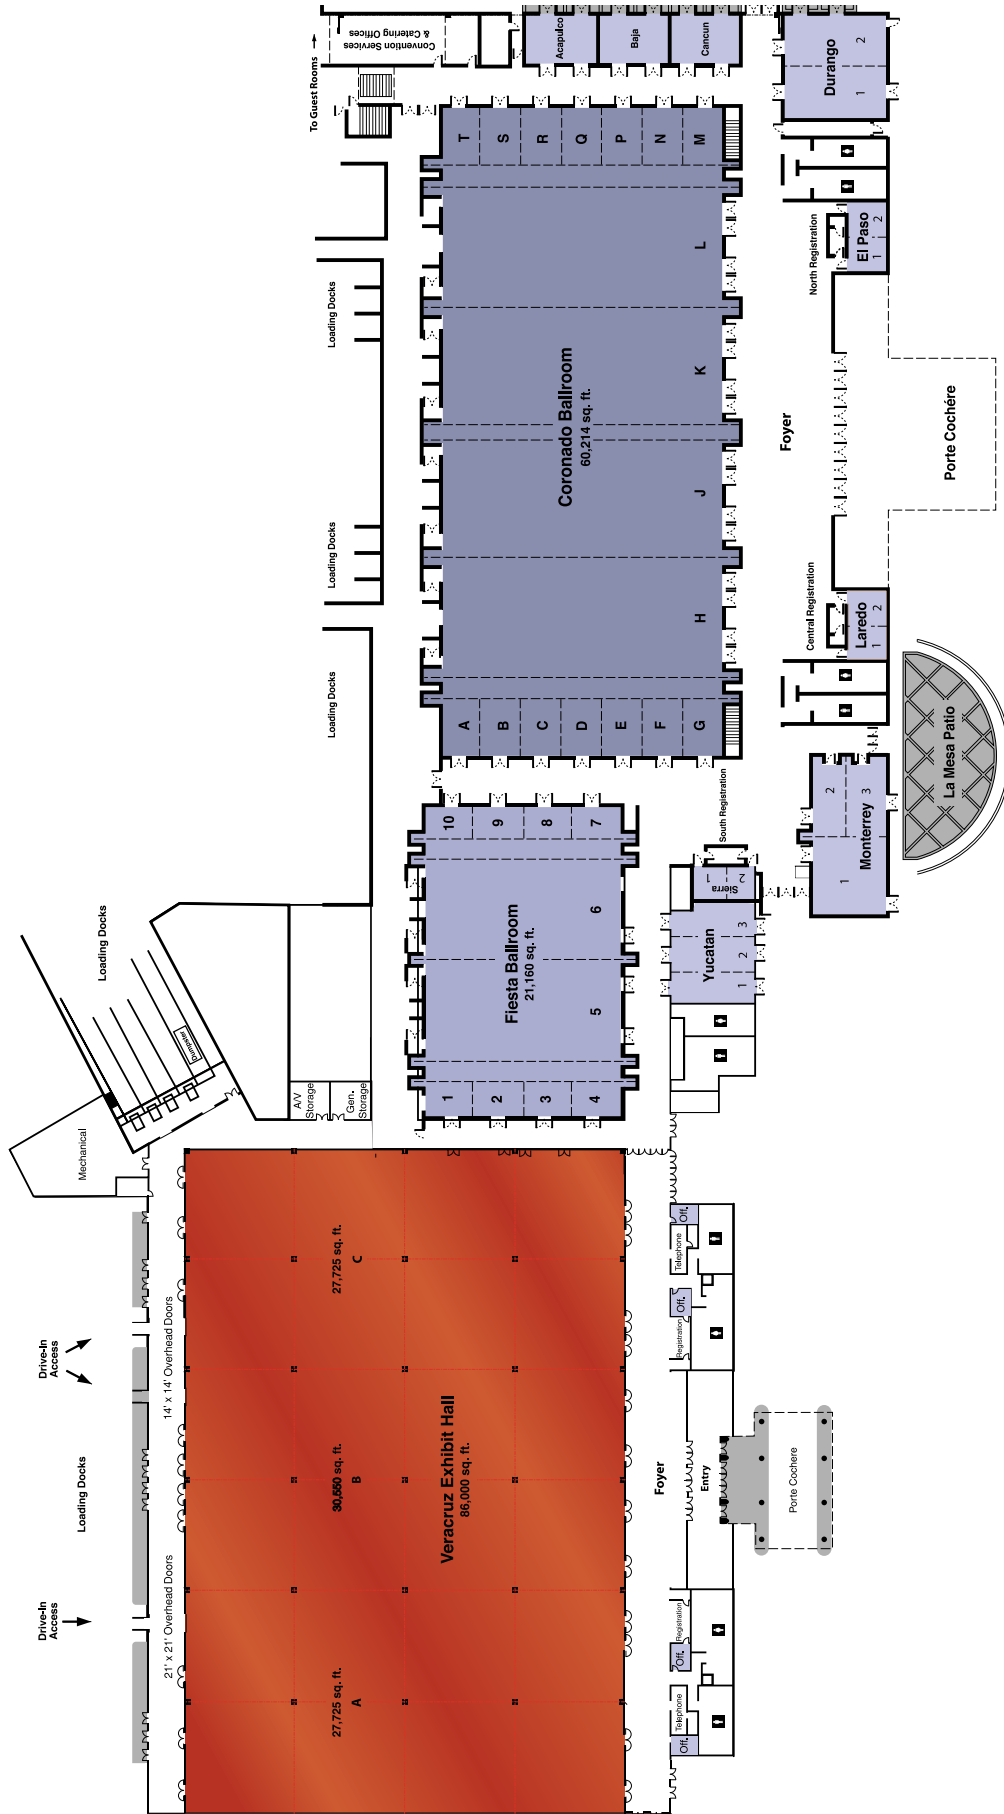 To Guest Rooms →
Convention Services
& Catering Offices
Acapulco
Baja
Cancun
Durango
1
2
T
S
R
Q
P
N
M
L
K
J
H
Coronado Ballroom
60,214 sq. ft.
A
B
C
D
E
F
G
Loading Docks
Loading Docks
Loading Docks
North Registration
El Paso
1
2
Foyer
Porte Cochére
Central Registration
Laredo
1
2
La Mesa Patio
Monterrey
1
2
3
South Registration
Sierra
1
2
Yucatan
1
2
3
Fiesta Ballroom
21,160 sq. ft.
10
9
8
7
6
5
1
2
3
4
Loading Docks
Dumpster
Mechanical
A/V
Storage
Gen.
Storage
Drive-In
Access
14' x 14' Overhead Doors
Loading Docks
21' x 21' Overhead Doors
Drive-In
Access
27,725 sq. ft.
C
B
27,725 sq. ft.
A
Veracruz Exhibit Hall
86,000 sq. ft.
Off.
Telephone
Off.
Registration
Foyer
Entry
Porte Cochere
Registration
Off.
Telephone
Off.